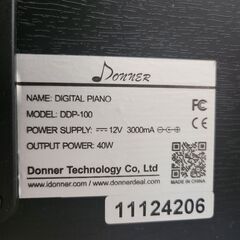 DONNER
NAME: DIGITAL PIANO
MODEL: DDP-100
POWER SUPPLY: 12V 3000mA
OUTPUT POWER: 40W
Donner Technology Co, Ltd
www.idonner.com/www.donnerdeal.com
FC
MADE IN CHINA
11124206